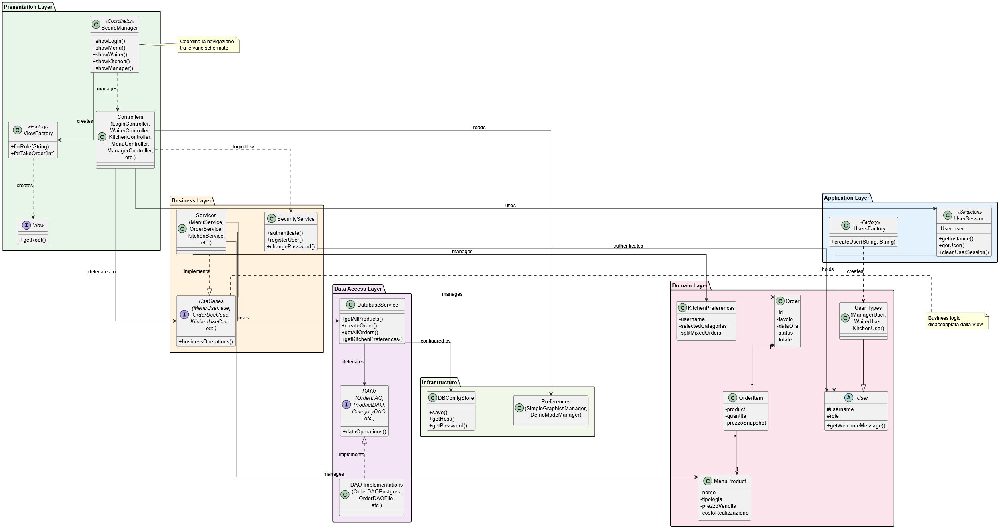 Presentation Layer
«Coordinator»
SceneManager
+showLogin()
+showMenu()
+showWaiter()
+showKitchen()
+showManager()
Coordina la navigazione
tra le varie schermate
manages
creates
«Factory»
ViewFactory
+forRole(String)
+forTakeOrder(int)
Controllers
(LoginController,
WaiterController,
KitchenController,
MenuController,
ManagerController,
etc.)
reads
login flow
creates
View
+getRoot()
delegates to
uses
Business Layer
Services
(MenuService,
OrderService,
KitchenService,
etc.)
SecurityService
+authenticate()
+registerUser()
+changePassword()
authenticates
manages
implements
UseCases
(MenuUseCase,
OrderUseCase,
KitchenUseCase,
etc.)
+businessOperations()
uses
manages
manages
Application Layer
«Factory»
UsersFactory
+createUser(String, String)
«Singleton»
UserSession
-User user
+getInstance()
+getUser()
+cleanUserSession()
holds
creates
Data Access Layer
DatabaseService
+getAllProducts()
+createOrder()
+getAllOrders()
+getKitchenPreferences()
configured by
delegates
DAOs
(OrderDAO,
ProductDAO,
CategoryDAO,
etc.)
+dataOperations()
implements
DAO Implementations
(OrderDAOPostgres,
OrderDAOFile,
etc.)
Infrastructure
DBConfigStore
+save()
+getHost()
+getPassword()
Preferences
(SimpleGraphicsManager,
DemoModeManager)
Domain Layer
KitchenPreferences
-username
-selectedCategories
-splitMixedOrders
Order
-id
-tavolo
-dataOra
-status
-totale
1
*
User Types
(ManagerUser,
WaiterUser,
KitchenUser)
Business logic
disaccoppiata dalla View
OrderItem
-product
-quantita
-prezzoSnapshot
*
1
User
#username
#role
+getWelcomeMessage()
MenuProduct
-nome
-tipologia
-prezzoVendita
-costoRealizzazione